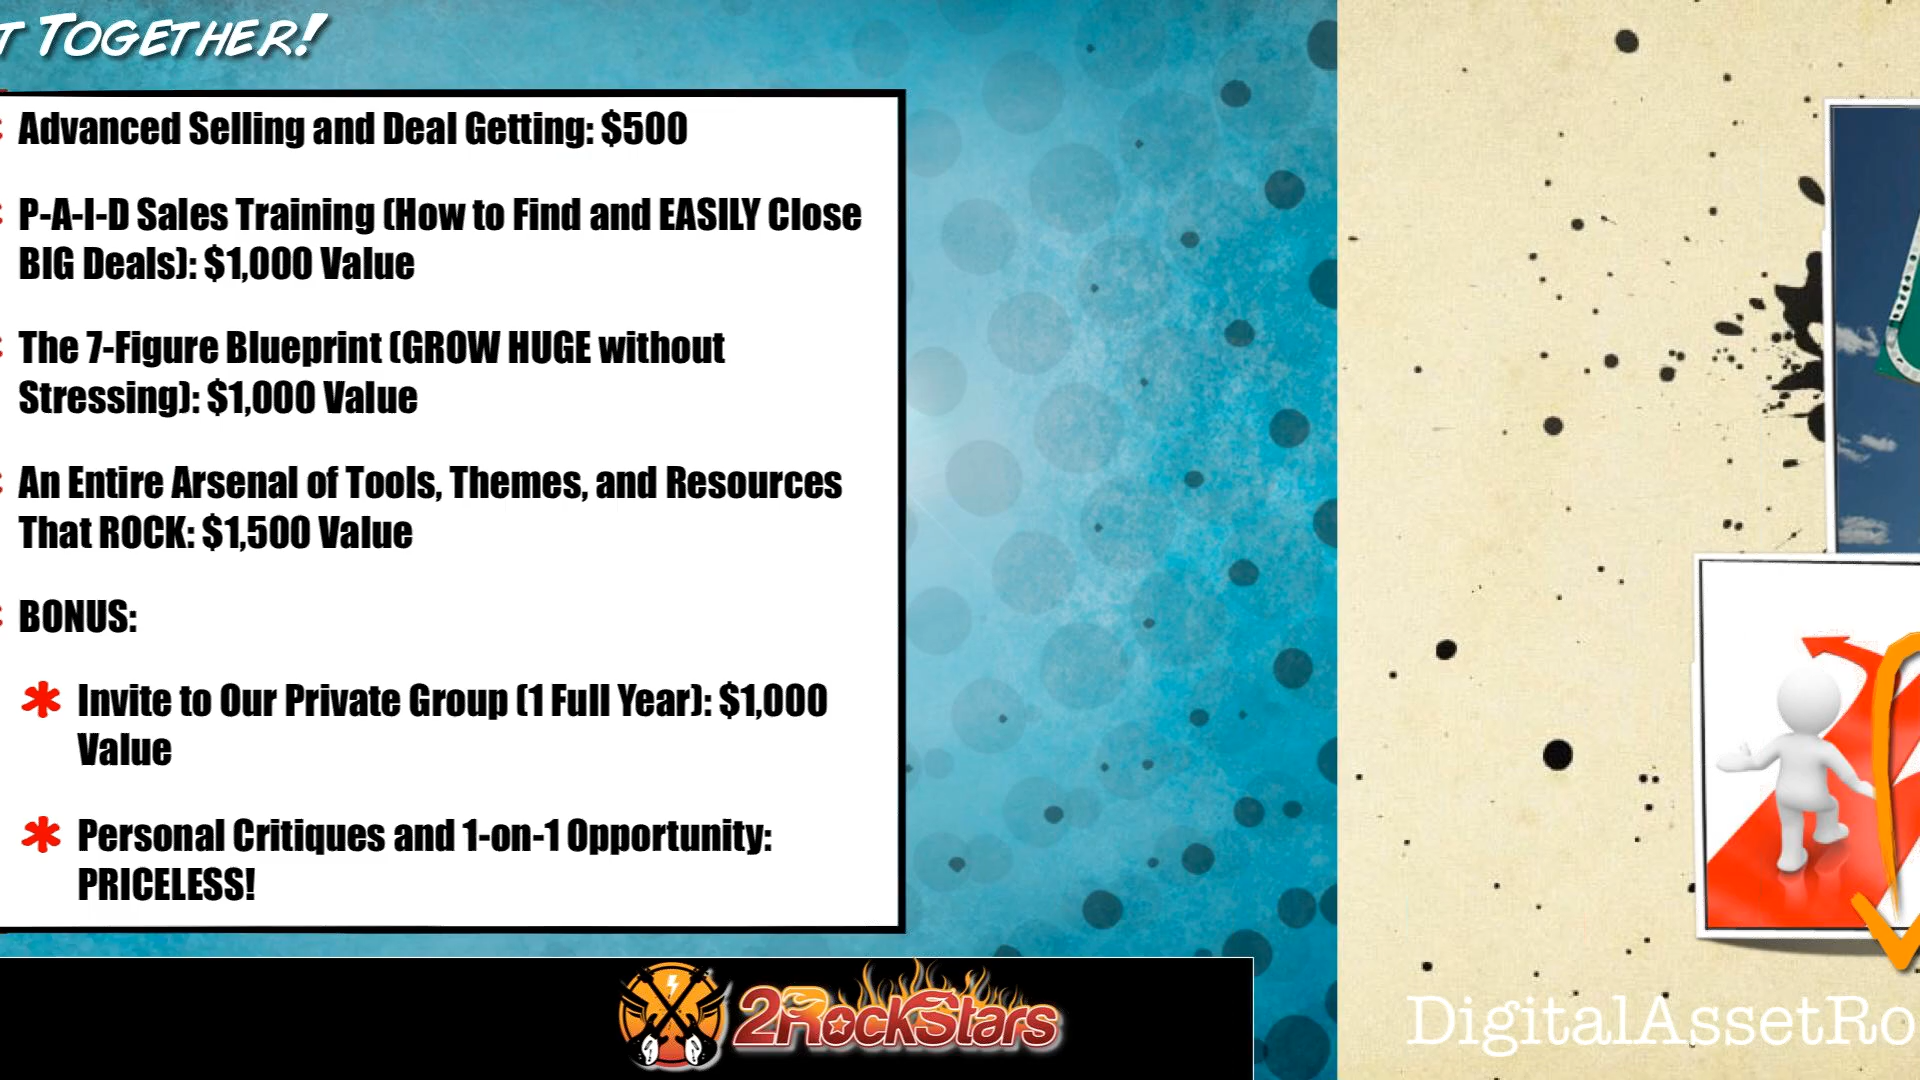 TOGETHER!
Advanced Selling and Deal Getting: $500
P-A-I-D Sales Training (How to Find and EASILY Close
BIG Deals): $1,000 Value
The 7-Figure Blueprint (GROW HUGE without
Stressing): $1,000 Value
An Entire Arsenal of Tools, Themes, and Resources
That ROCK: $1,500 Value
BONUS:
* Invite to Our Private Group (1 Full Year): $1,000
Value
* Personal Critiques and 1-on-1 Opportunity:
PRICELESS!
2RockStars
DigitalAssetRo